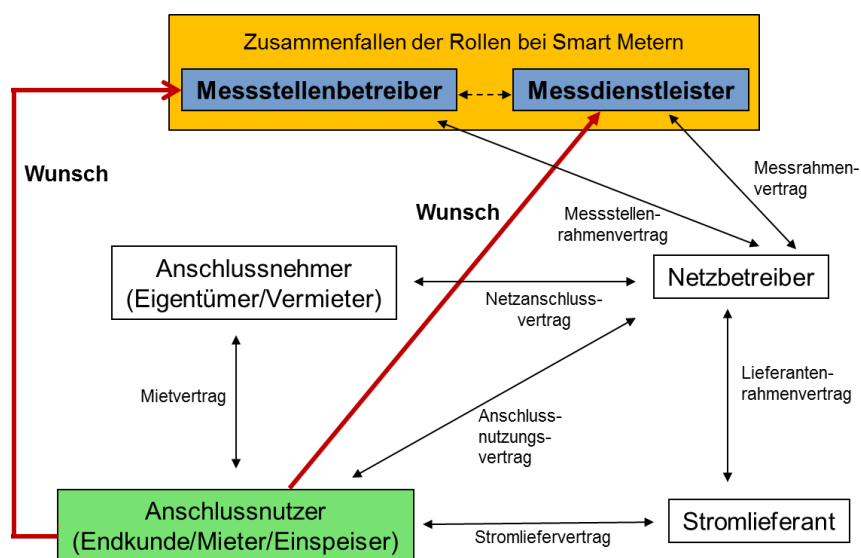 Zusammenfallen der Rollen bei Smart Metern
Messstellenbetreiber
Messdienstleister
Wunsch
Wunsch
Messrahmen-
vertrag
Messstellen-
rahmenvertrag
Anschlussnehmer
(Eigentümer/Vermieter)
Netzbetreiber
Netzanschluss-
vertrag
Mietvertrag
Anschluss-
nutzungs-
vertrag
Lieferanten-
rahmenvertrag
Anschlussnutzer
(Endkunde/Mieter/Einspeiser)
Stromliefervertrag
Stromlieferant